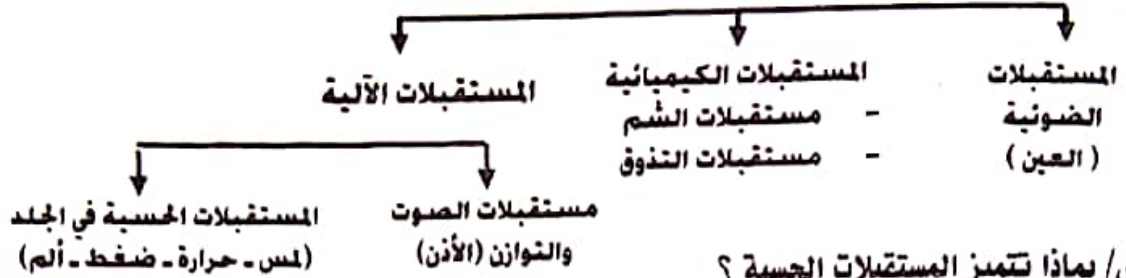 المستقبلات الضوئية (العين)
المستقبلات الكيميائية
- مستقبلات الشم
- مستقبلات التذوق
المستقبلات الآلية
مستقبلات الصوت والتوازن (الأذن)
المستقبلات الحسية في الجلد
(لمس - حرارة - ضغط - ألم)
/ بماذا تتميز المستقبلات الحسية ؟